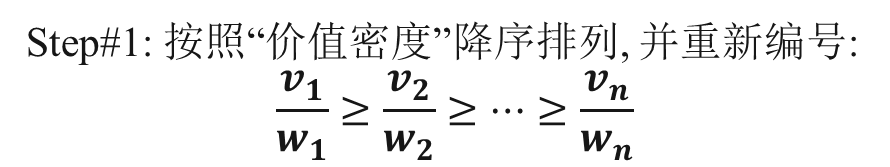 Step#1: 按照“价值密度”降序排列, 并重新编号:
v₁/w₁ ≥ v₂/w₂ ≥ ⋯ ≥ vₙ/wₙ